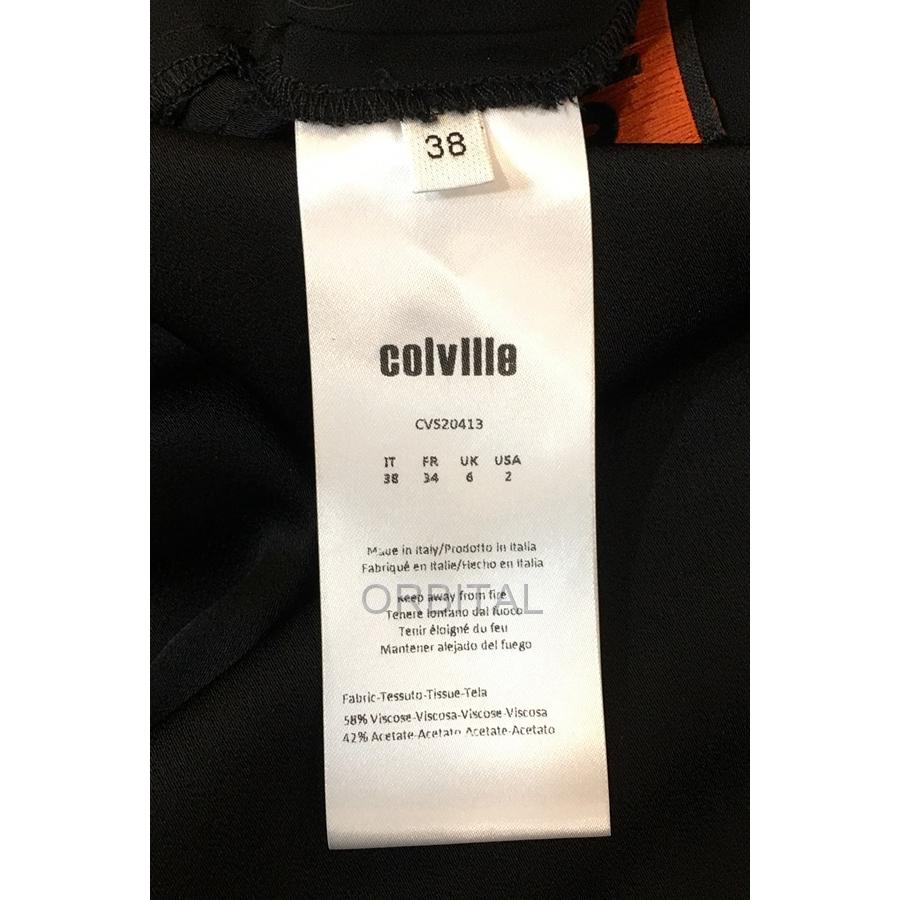 38
colville
CVS20413
IT FR UK USA
38 34 6 2
Made in Italy/Prodotto in Italia
Fabriqué en Italie/Hecho en Italia
Keep away from fire
ORBITAL
Tenere lontano dal fuoco
Tenir éloigné du feu
Mantener alejado del fuego
Fabric-Tessuto-Tissue-Tela
58% Viscose-Viscosa-Viscose-Viscosa
42% Acetate-Acetato Acetate-Acetato